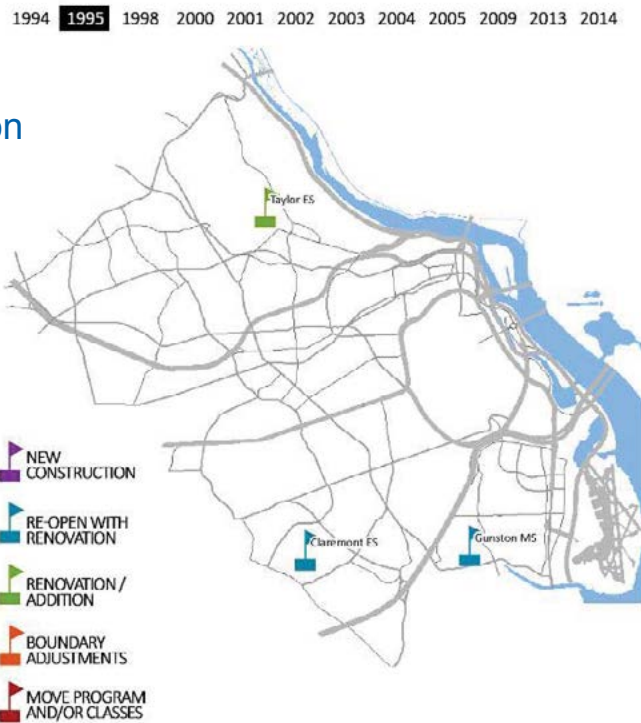 1994 1995 1998 2000 2001 2002 2003 2004 2005 2009 2013 2014
on
Taylor ES
NEW
CONSTRUCTION
RE-OPEN WITH
RENOVATION
Claremont ES
Gunston MS
RENOVATION /
ADDITION
BOUNDARY
ADJUSTMENTS
MOVE PROGRAM
AND/OR CLASSES